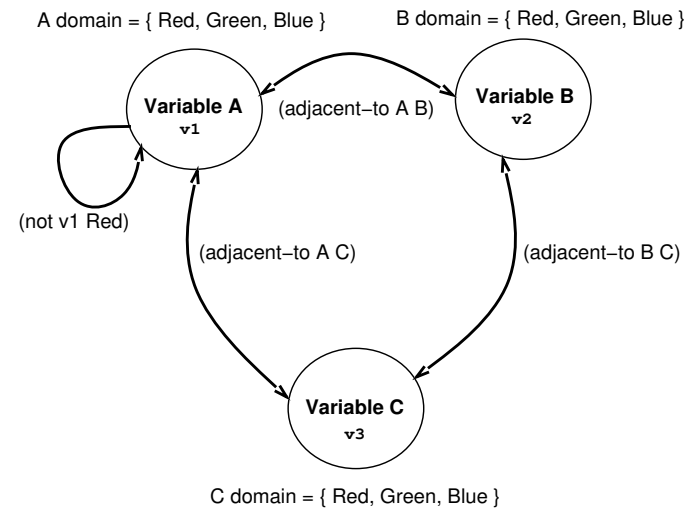 A domain = { Red, Green, Blue }
B domain = { Red, Green, Blue }
Variable A
v1
(adjacent−to A B)
Variable B
v2
(not v1 Red)
(adjacent−to A C)
(adjacent−to B C)
Variable C
v3
C domain = { Red, Green, Blue }